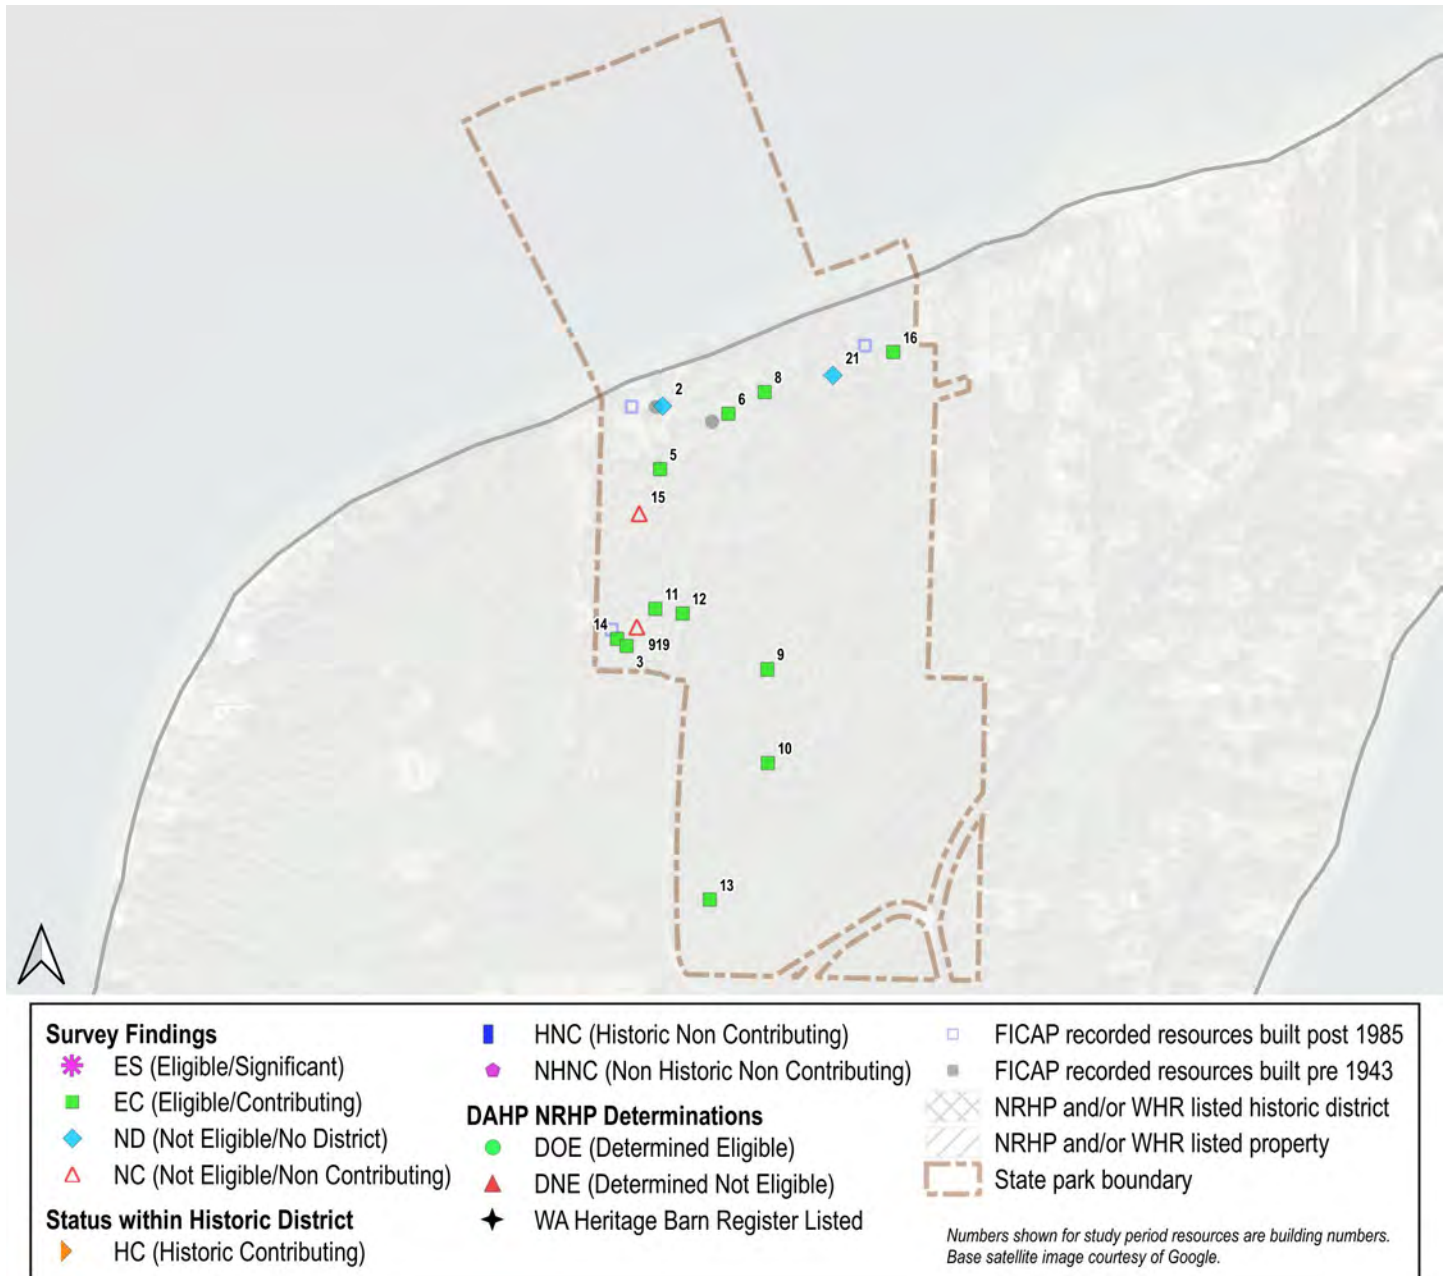 16
21
8
2
6
5
15
11
12
14
919
3
9
10
13
Survey Findings
ES (Eligible/Significant)
EC (Eligible/Contributing)
ND (Not Eligible/No District)
NC (Not Eligible/Non Contributing)
Status within Historic District
HC (Historic Contributing)
HNC (Historic Non Contributing)
NHNC (Non Historic Non Contributing)
DAHP NRHP Determinations
DOE (Determined Eligible)
DNE (Determined Not Eligible)
WA Heritage Barn Register Listed
FICAP recorded resources built post 1985
FICAP recorded resources built pre 1943
NRHP and/or WHR listed historic district
NRHP and/or WHR listed property
State park boundary
Numbers shown for study period resources are building numbers.
Base satellite image courtesy of Google.